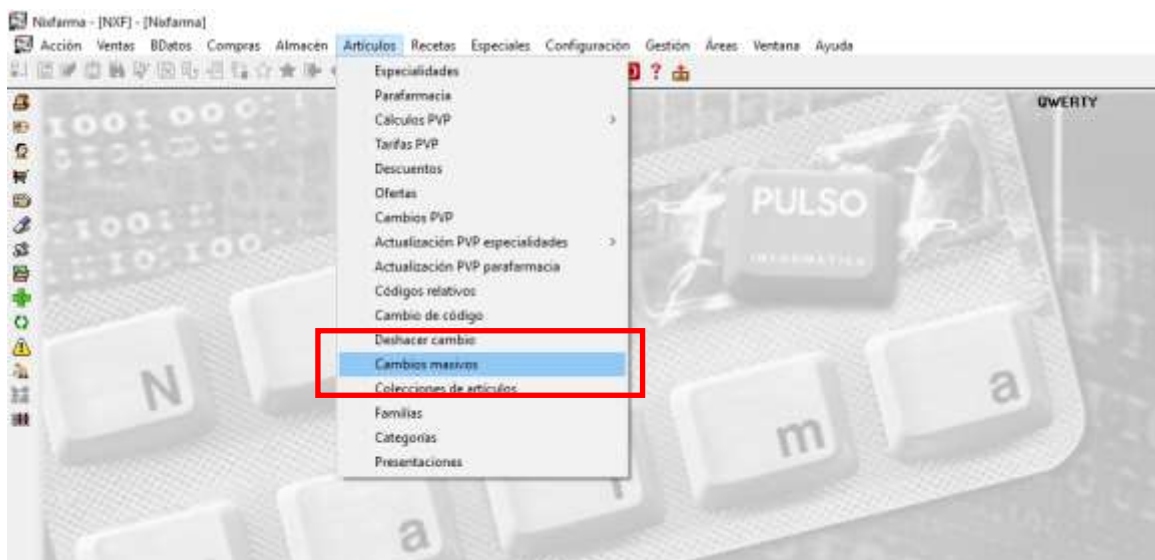 Nixfarma - [NXF] - [Nixfarma]
Acción Ventas BDatos Compras Almacén Artículos Recetas Especiales Configuración Gestión Áreas Ventana Ayuda
Especialidades
Parafarmacia
Cálculos PVP
Tarifas PVP
Descuentos
Ofertas
Cambios PVP
Actualización PVP especialidades
Actualización PVP parafarmacia
Códigos relativos
Cambio de código
Deshacer cambio
Cambios masivos
Colecciones de artículos
Familias
Categorías
Presentaciones
QWERTY
PULSO
INFORMATICA
N
a
m
r
a